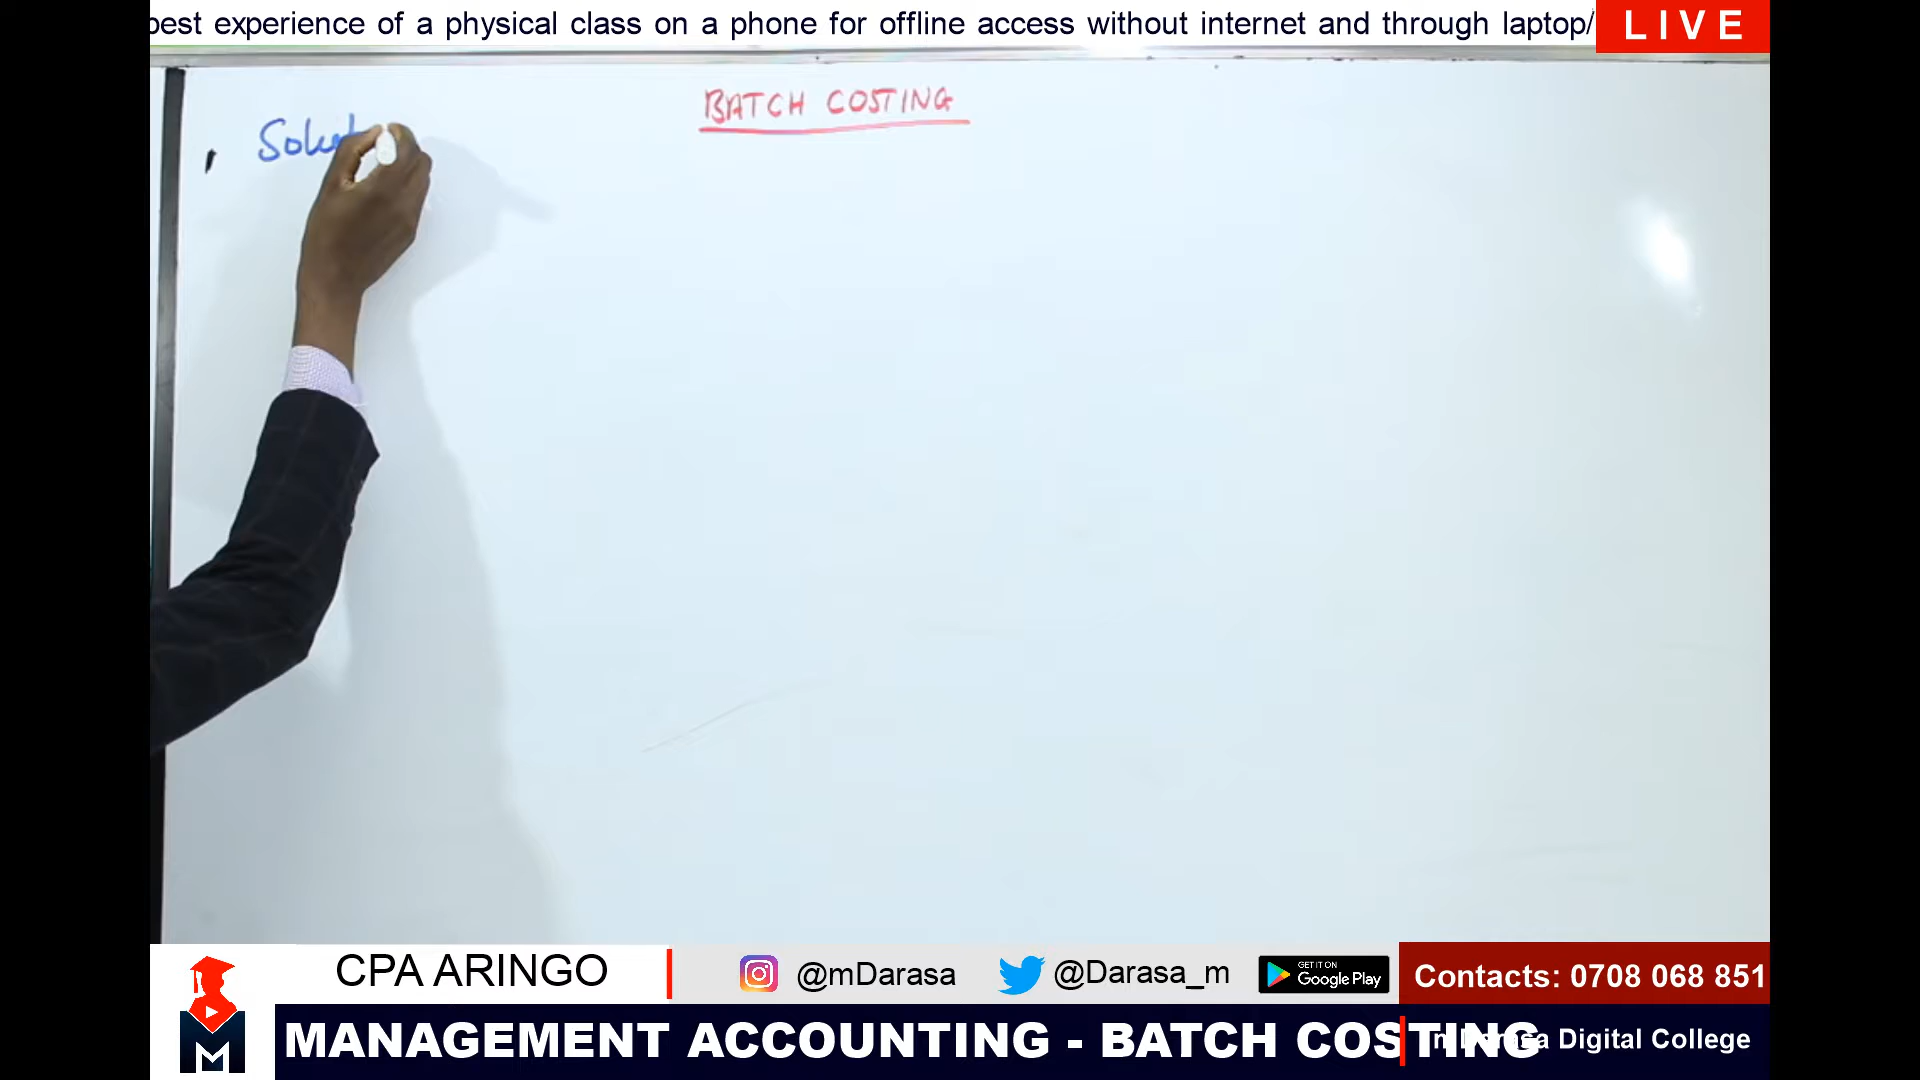 best experience of a physical class on a phone for offline access without internet and through laptop/
LIVE
BATCH COSTING
CPA ARINGO
@mDarasa
@Darasa_m
GET IT ON
Google Play
Contacts: 0708 068 851
M
MANAGEMENT ACCOUNTING - BATCH COSTING
Digital College